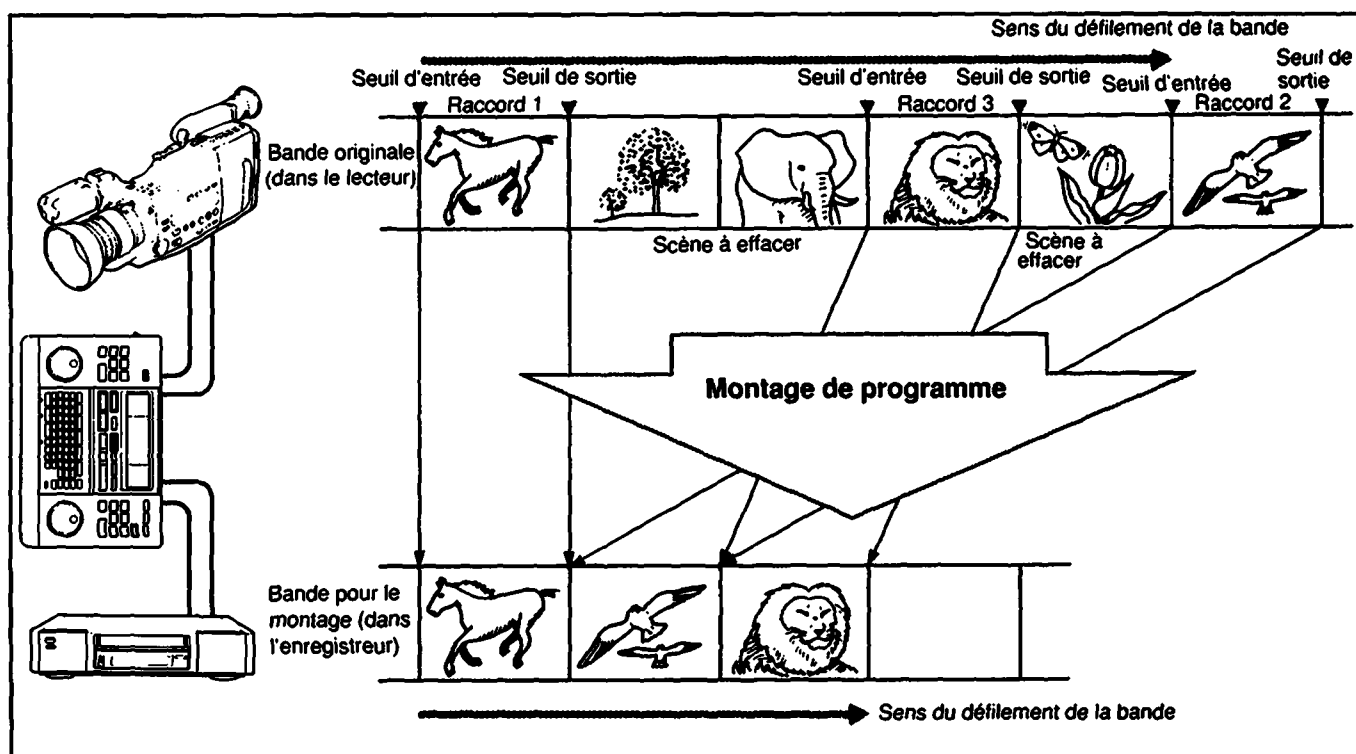 Sens du défilement de la bande
Seuil d'entrée
Seuil de sortie
Seuil d'entrée
Seuil de sortie
Seuil d'entrée
Seuil de
sortie
Raccord 1
Raccord 3
Raccord 2
Bande originale
(dans le lecteur)
Scène à effacer
Scène à
effacer
Montage de programme
Bande pour le
montage (dans
l'enregistreur)
Sens du défilement de la bande